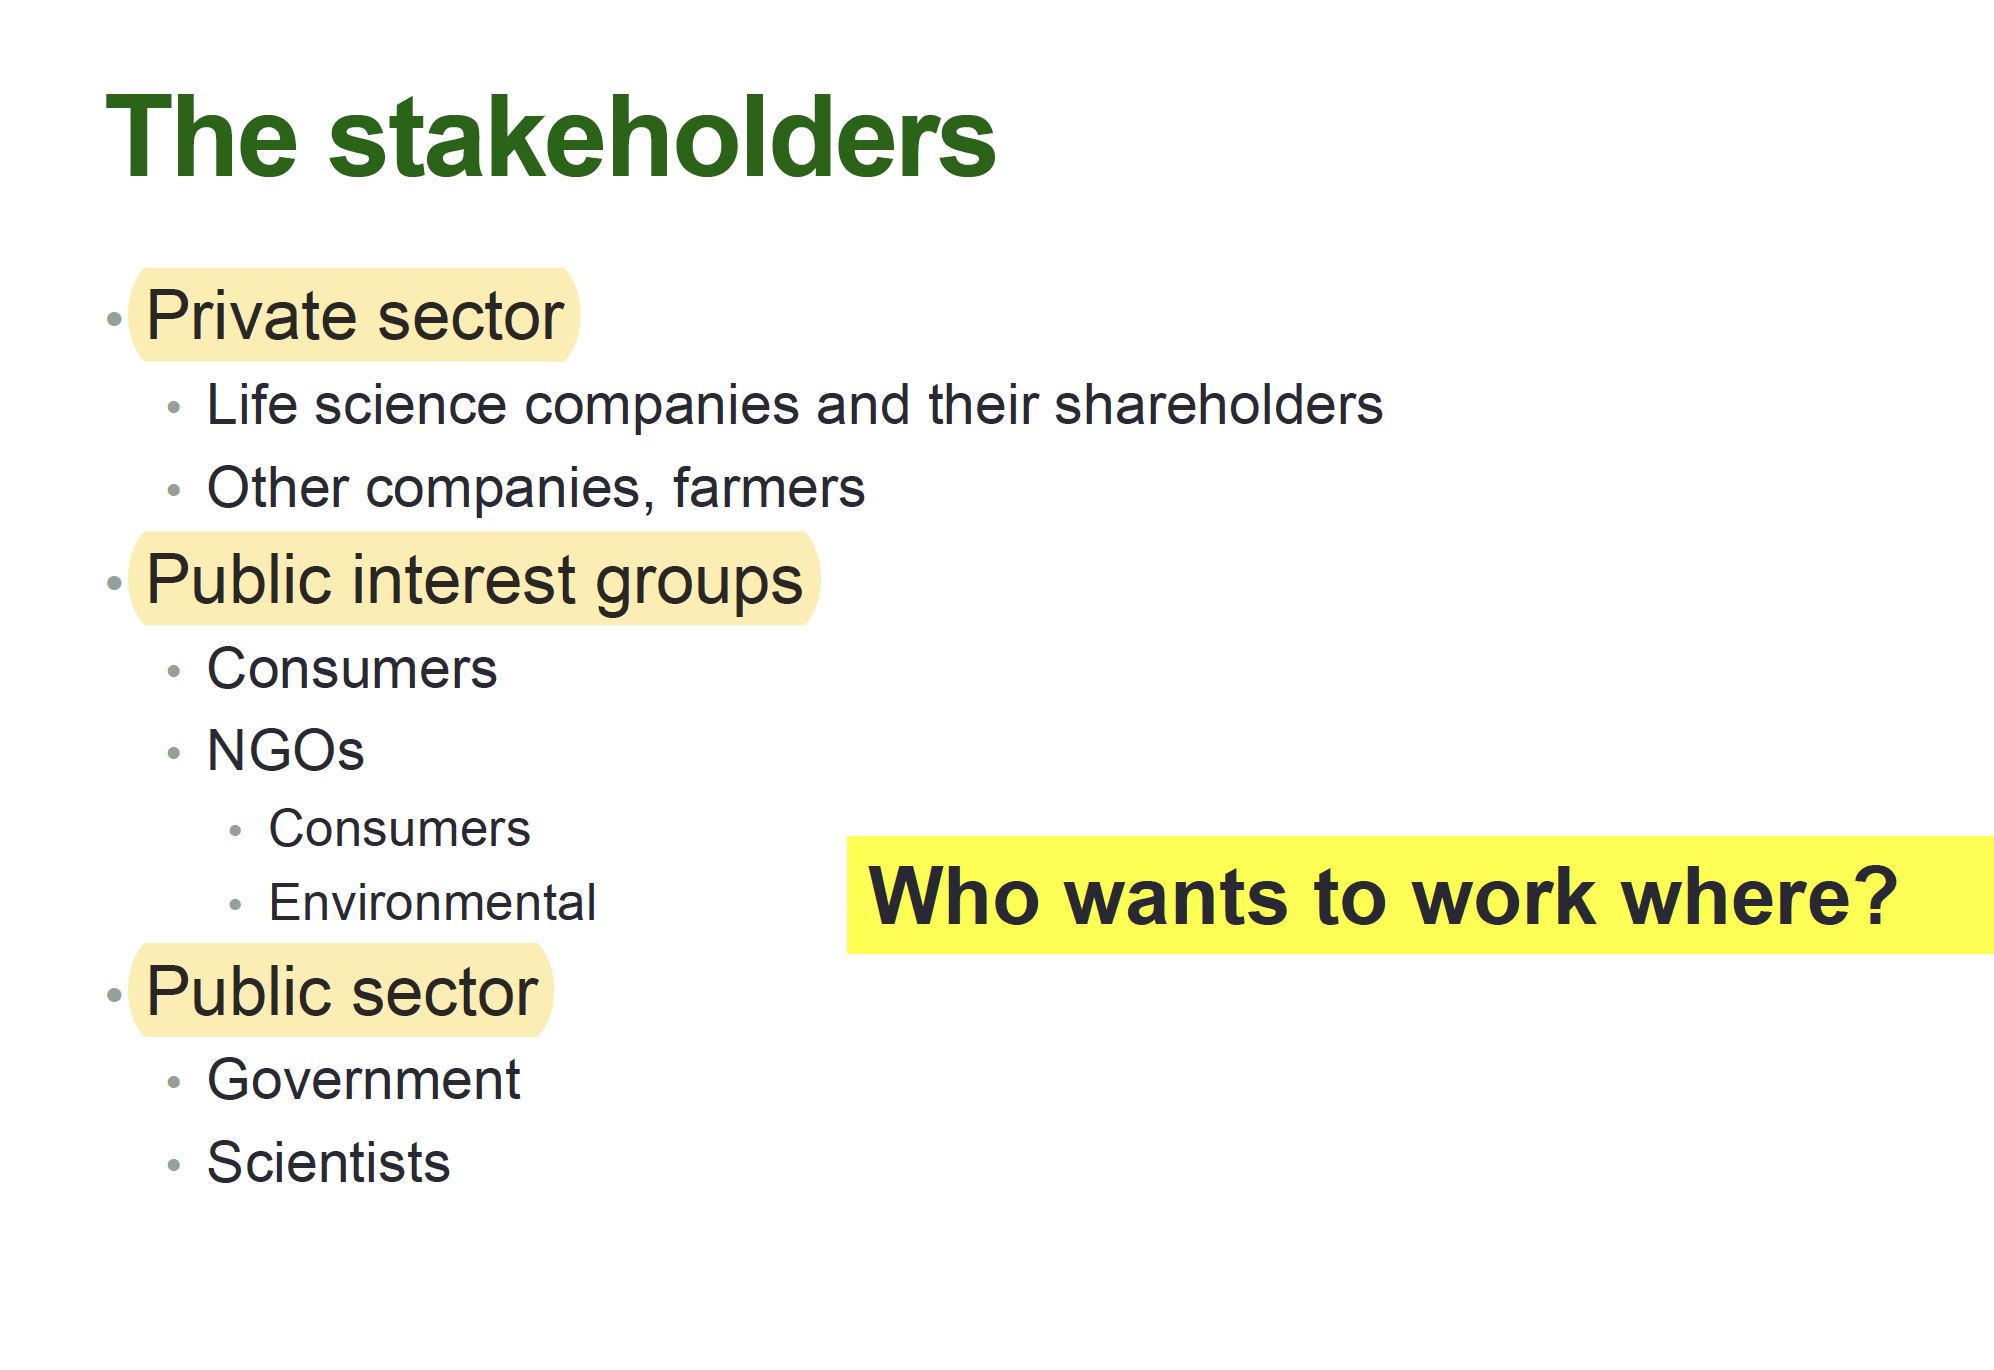 The stakeholders
• Private sector
• Life science companies and their shareholders
• Other companies, farmers
• Public interest groups
• Consumers
• NGOs
• Consumers
• Environmental
Who wants to work where?
• Public sector
• Government
• Scientists